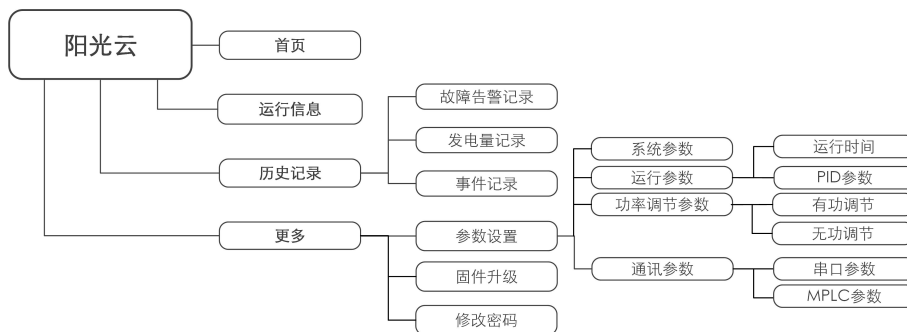 阳光云
首页
运行信息
历史记录
故障告警记录
发电量记录
事件记录
更多
参数设置
系统参数
运行参数
运行时间
PID参数
功率调节参数
有功调节
无功调节
通讯参数
串口参数
MPLC参数
固件升级
修改密码